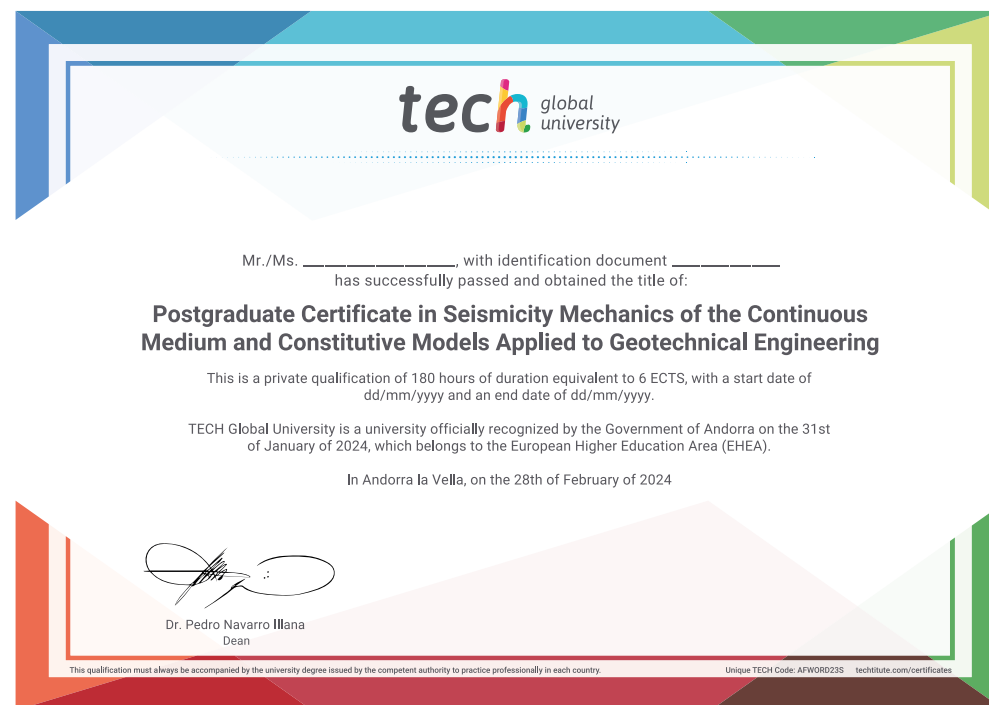 tech global university
Mr./Ms. ________________, with identification document ____________
has successfully passed and obtained the title of:
Postgraduate Certificate in Seismicity Mechanics of the Continuous
Medium and Constitutive Models Applied to Geotechnical Engineering
This is a private qualification of 180 hours of duration equivalent to 6 ECTS, with a start date of
dd/mm/yyyy and an end date of dd/mm/yyyy.
TECH Global University is a university officially recognized by the Government of Andorra on the 31st
of January of 2024, which belongs to the European Higher Education Area (EHEA).
In Andorra la Vella, on the 28th of February of 2024
Dr. Pedro Navarro Illana
Dean
This qualification must always be accompanied by the university degree issued by the competent authority to practice professionally in each country.
Unique TECH Code: AFWORD23S techtitute.com/certificates